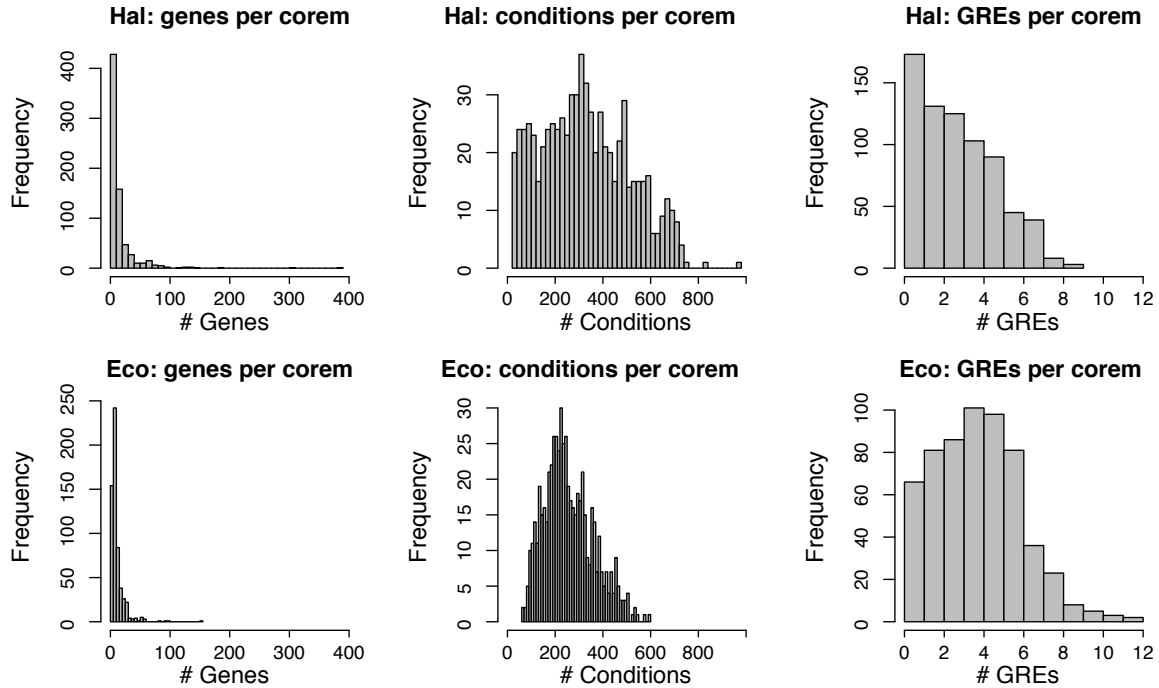 Hal: genes per corem
Frequency
0 100 200 300 400
0 100 200 300 400
# Genes
Hal: conditions per corem
Frequency
0 10 20 30
0 200 400 600 800
# Conditions
Hal: GREs per corem
Frequency
0 50 100 150
0 2 4 6 8 10 12
# GREs
Eco: genes per corem
Frequency
0 50 100 150 200 250
0 100 200 300 400
# Genes
Eco: conditions per corem
Frequency
0 5 10 15 20 25 30
0 200 400 600 800
# Conditions
Eco: GREs per corem
Frequency
0 20 40 60 80 100
0 2 4 6 8 10 12
# GREs